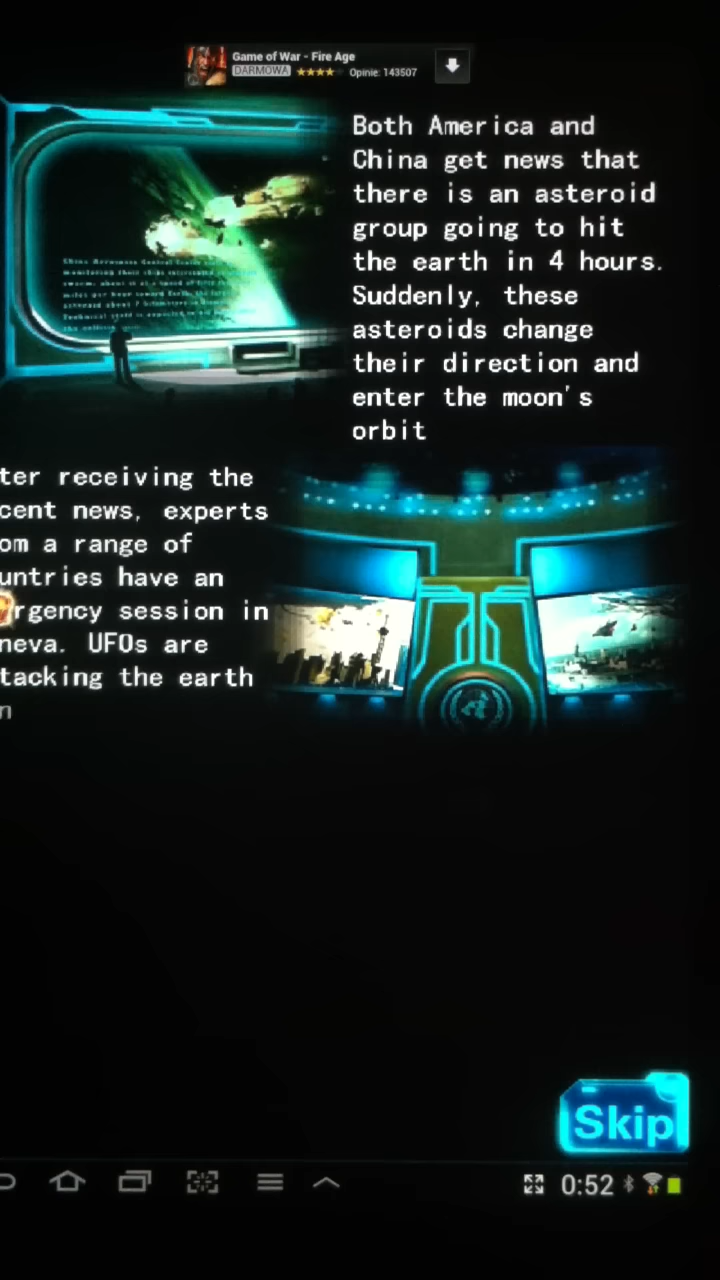 Game of War - Fire Age
DARMOWA Opinie: 143507
Both America and
China get news that
there is an asteroid
group going to hit
the earth in 4 hours.
Suddenly, these
asteroids change
their direction and
enter the moon's
orbit
ter receiving the
cent news, experts
om a range of
untries have an
rgency session in
neva. UFOs are
tacking the earth
n
Skip
0:52